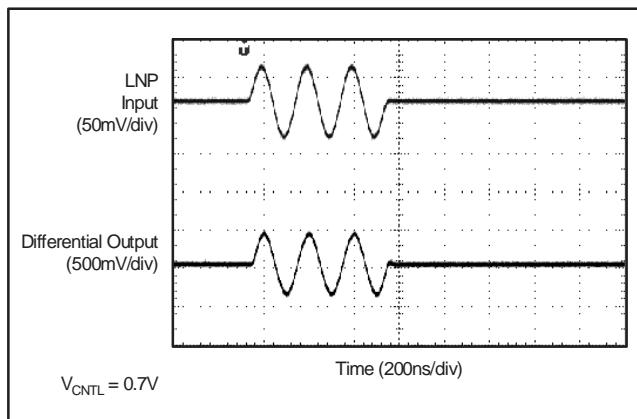 LNP
Input
(50mV/div)
Differential Output
(500mV/div)
Time (200ns/div)
V_CNTL = 0.7V